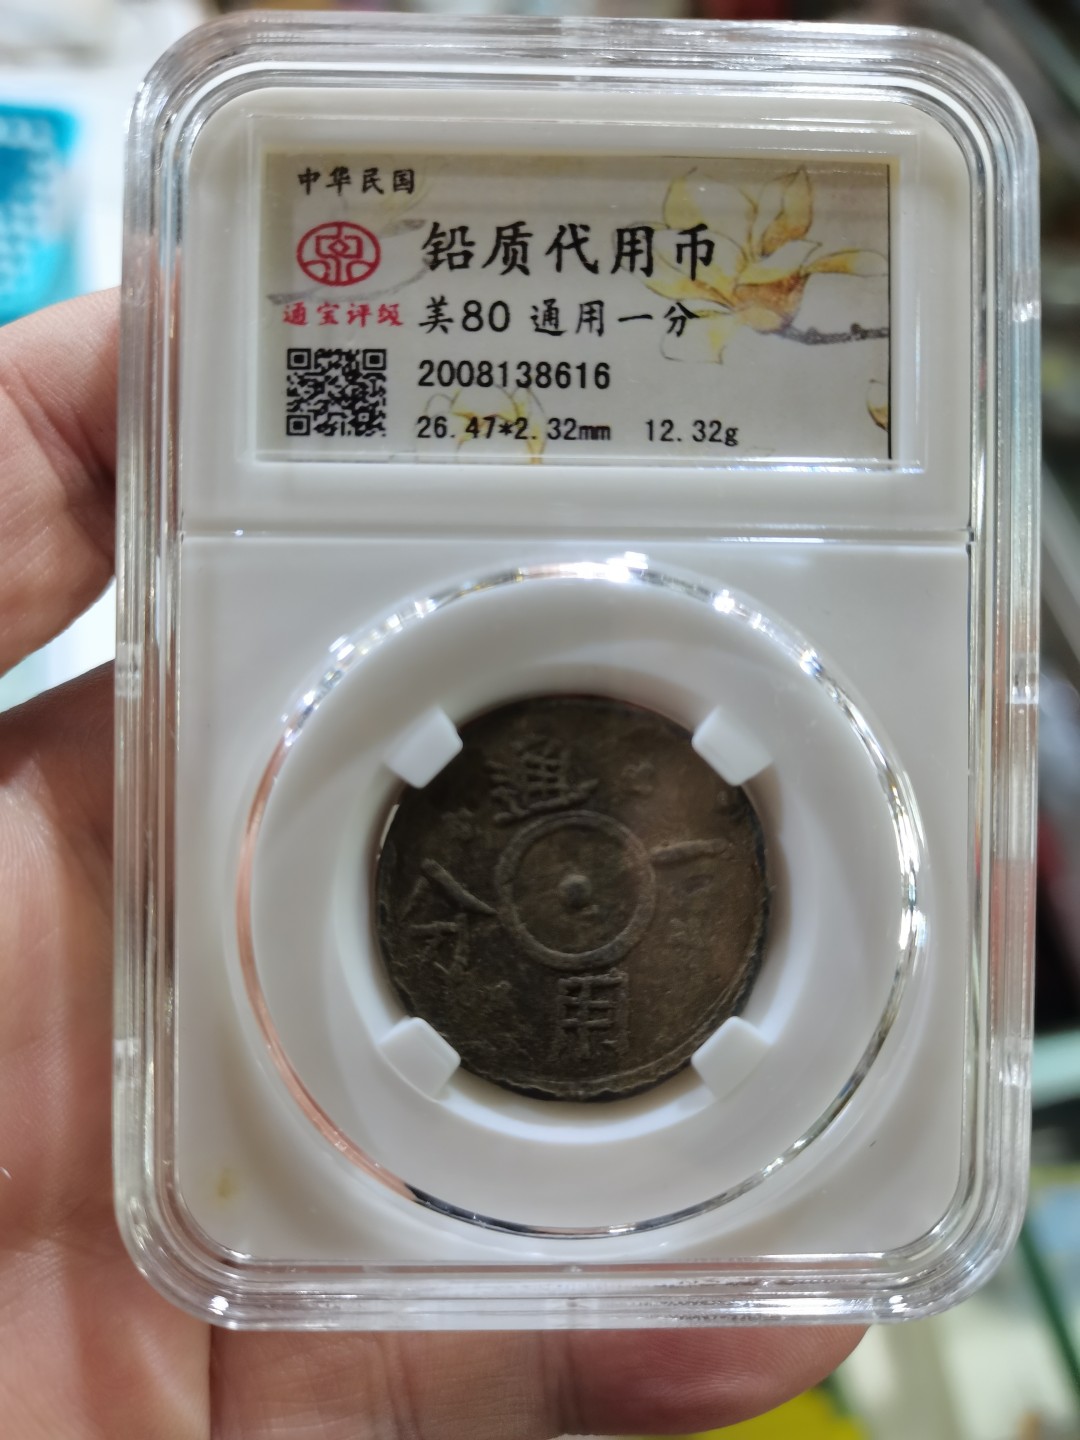 中华民国
铅质代用币
通宝评级
美80 通用一分
2008138616
26.47*2.32mm 12.32g
通
一
分
用